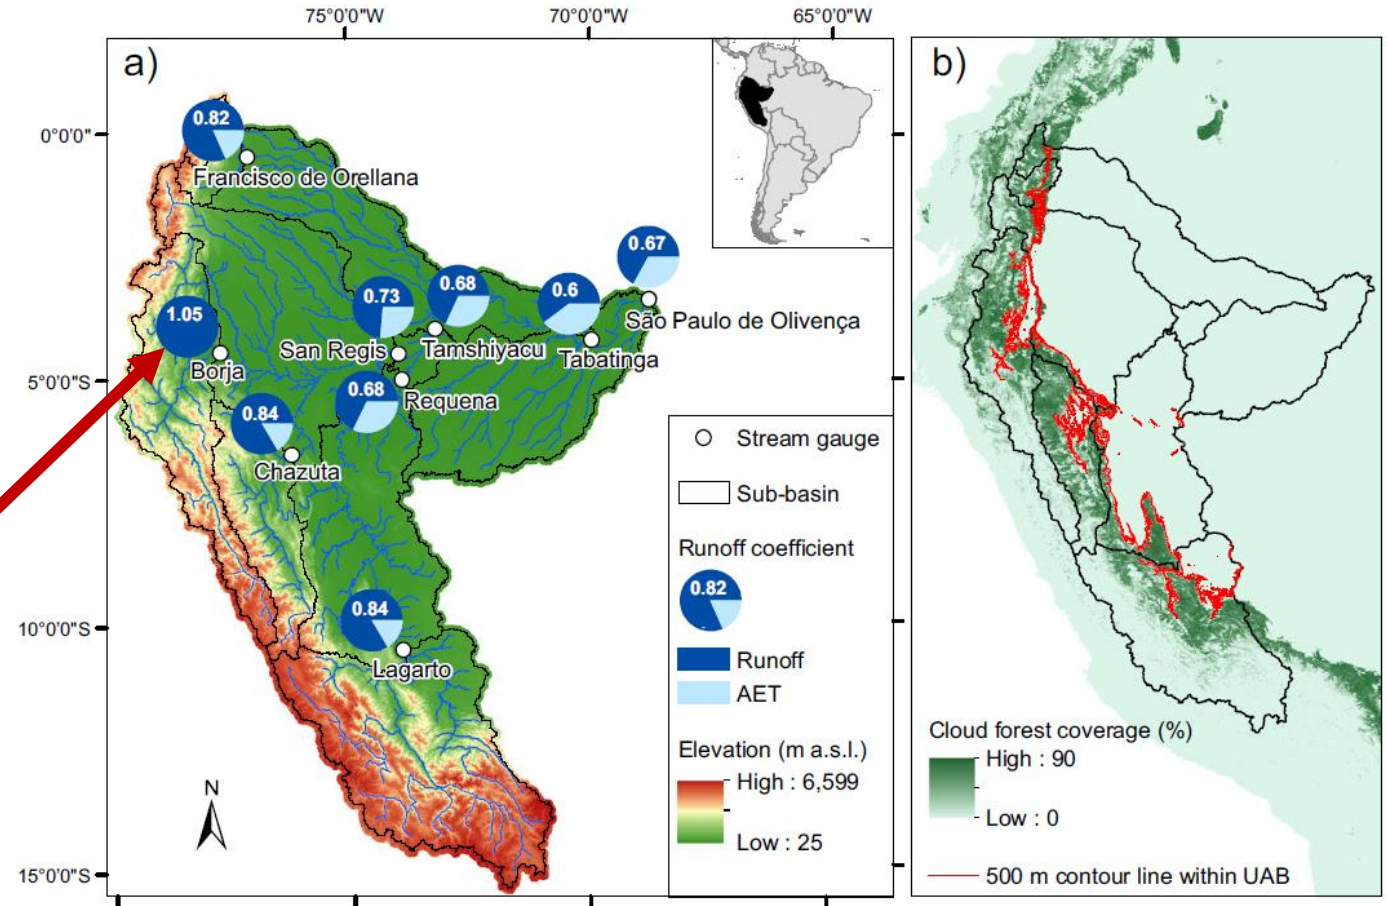 75°0'0"W
70°0'0"W
65°0'0"W
a)
0°0'0"
5°0'0"S
10°0'0"S
15°0'0"S
0.82
Francisco de Orellana
0.67
São Paulo de Olivença
0.73
0.68
0.6
1.05
San Regis
Tamshiyacu
Tabatinga
Borja
0.68
Requena
0.84
Chazuta
0.84
Lagarto
N
Stream gauge
Sub-basin
Runoff coefficient
0.82
Runoff
AET
Elevation (m a.s.l.)
High : 6,599
Low : 25
b)
Cloud forest coverage (%)
High : 90
Low : 0
500 m contour line within UAB